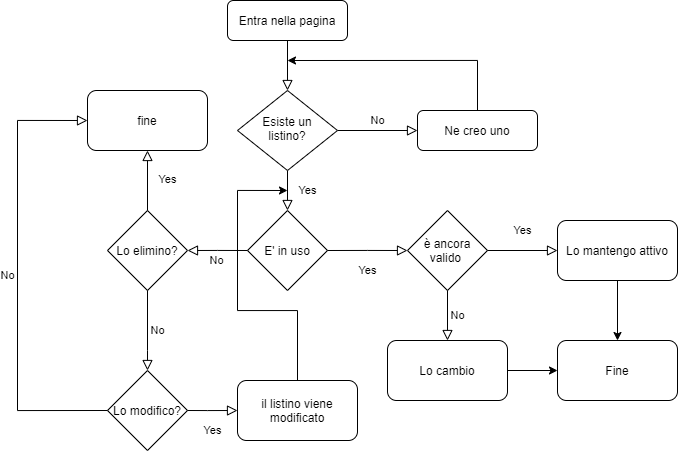 Entra nella pagina
fine
Esiste un
listino?
No
Ne creo uno
Yes
Yes
Lo elimino?
No
E' in uso
Yes
è ancora
valido
Yes
Lo mantengo attivo
No
No
No
Lo cambio
Fine
Lo modifico?
Yes
il listino viene
modificato